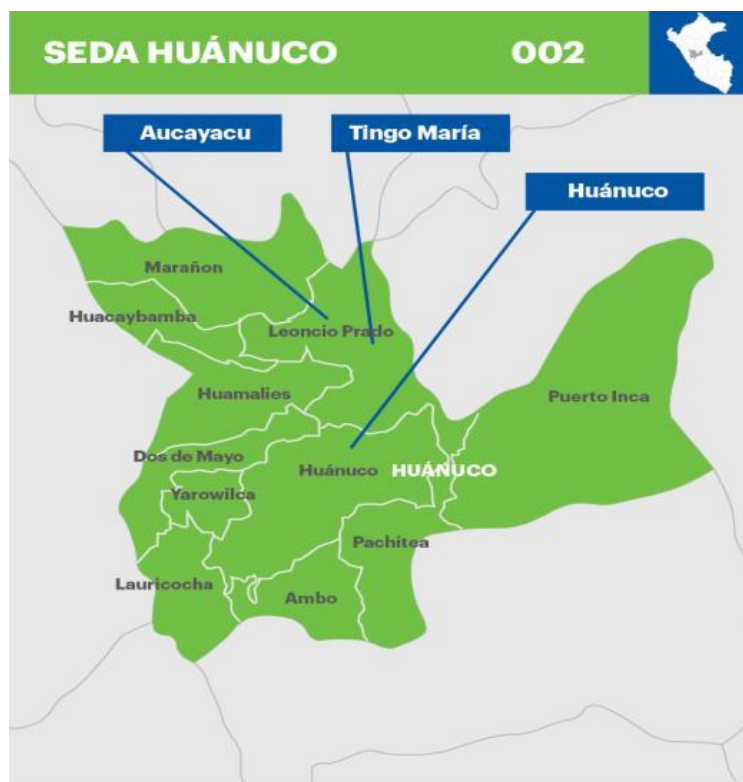 SEDA HUÁNUCO 002
Aucayacu
Tingo María
Huánuco
Marañon
Huacaybamba
Leoncio Prado
Huamalies
Puerto Inca
Dos de Mayo
Huánuco
HUÁNUCO
Yarowilca
Pachitea
Lauricocha
Ambo